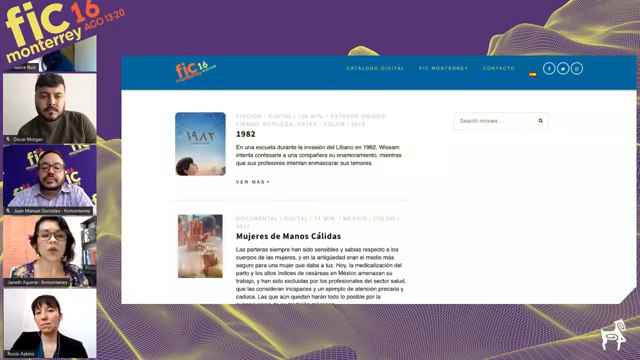 fic 16
monterrey AGO 13·20
Oscar Morgan
Juan Manuel González - ficmonterrey
Janeth Aguirre - ficmonterrey
Rocio Askins
fic 16
monterrey
CATÁLOGO DIGITAL
FIC MONTERREY
CONTACTO
Search movies ...
FICCIÓN / DIGITAL / 100 MIN. / ESTADOS UNIDOS,
LÍBANO, NORUEGA, CATAR / COLOR / 2019
1982
En una escuela durante la invasión del Líbano en 1982, Wissam
intenta confesarle a una compañera su enamoramiento, mientras
que sus profesores intentan enmascarar sus temores.
VER MÁS
١٩٨٢
DOCUMENTAL / DIGITAL / 71 MIN. / MÉXICO / COLOR /
2017
Mujeres de Manos Cálidas
Las parteras siempre han sido sensibles y sabias respecto a los
cuerpos de las mujeres, y en la antigüedad eran el medio más
seguro para una mujer que daba a luz. Hoy, la medicalización del
parto y los altos índices de cesáreas en México amenazan su
trabajo, y han sido excluidas por los profesionales del sector salud,
que las consideran incapaces y un ejemplo de atención precaria y
caduca. Las que aún quedan harán todo lo posible por la